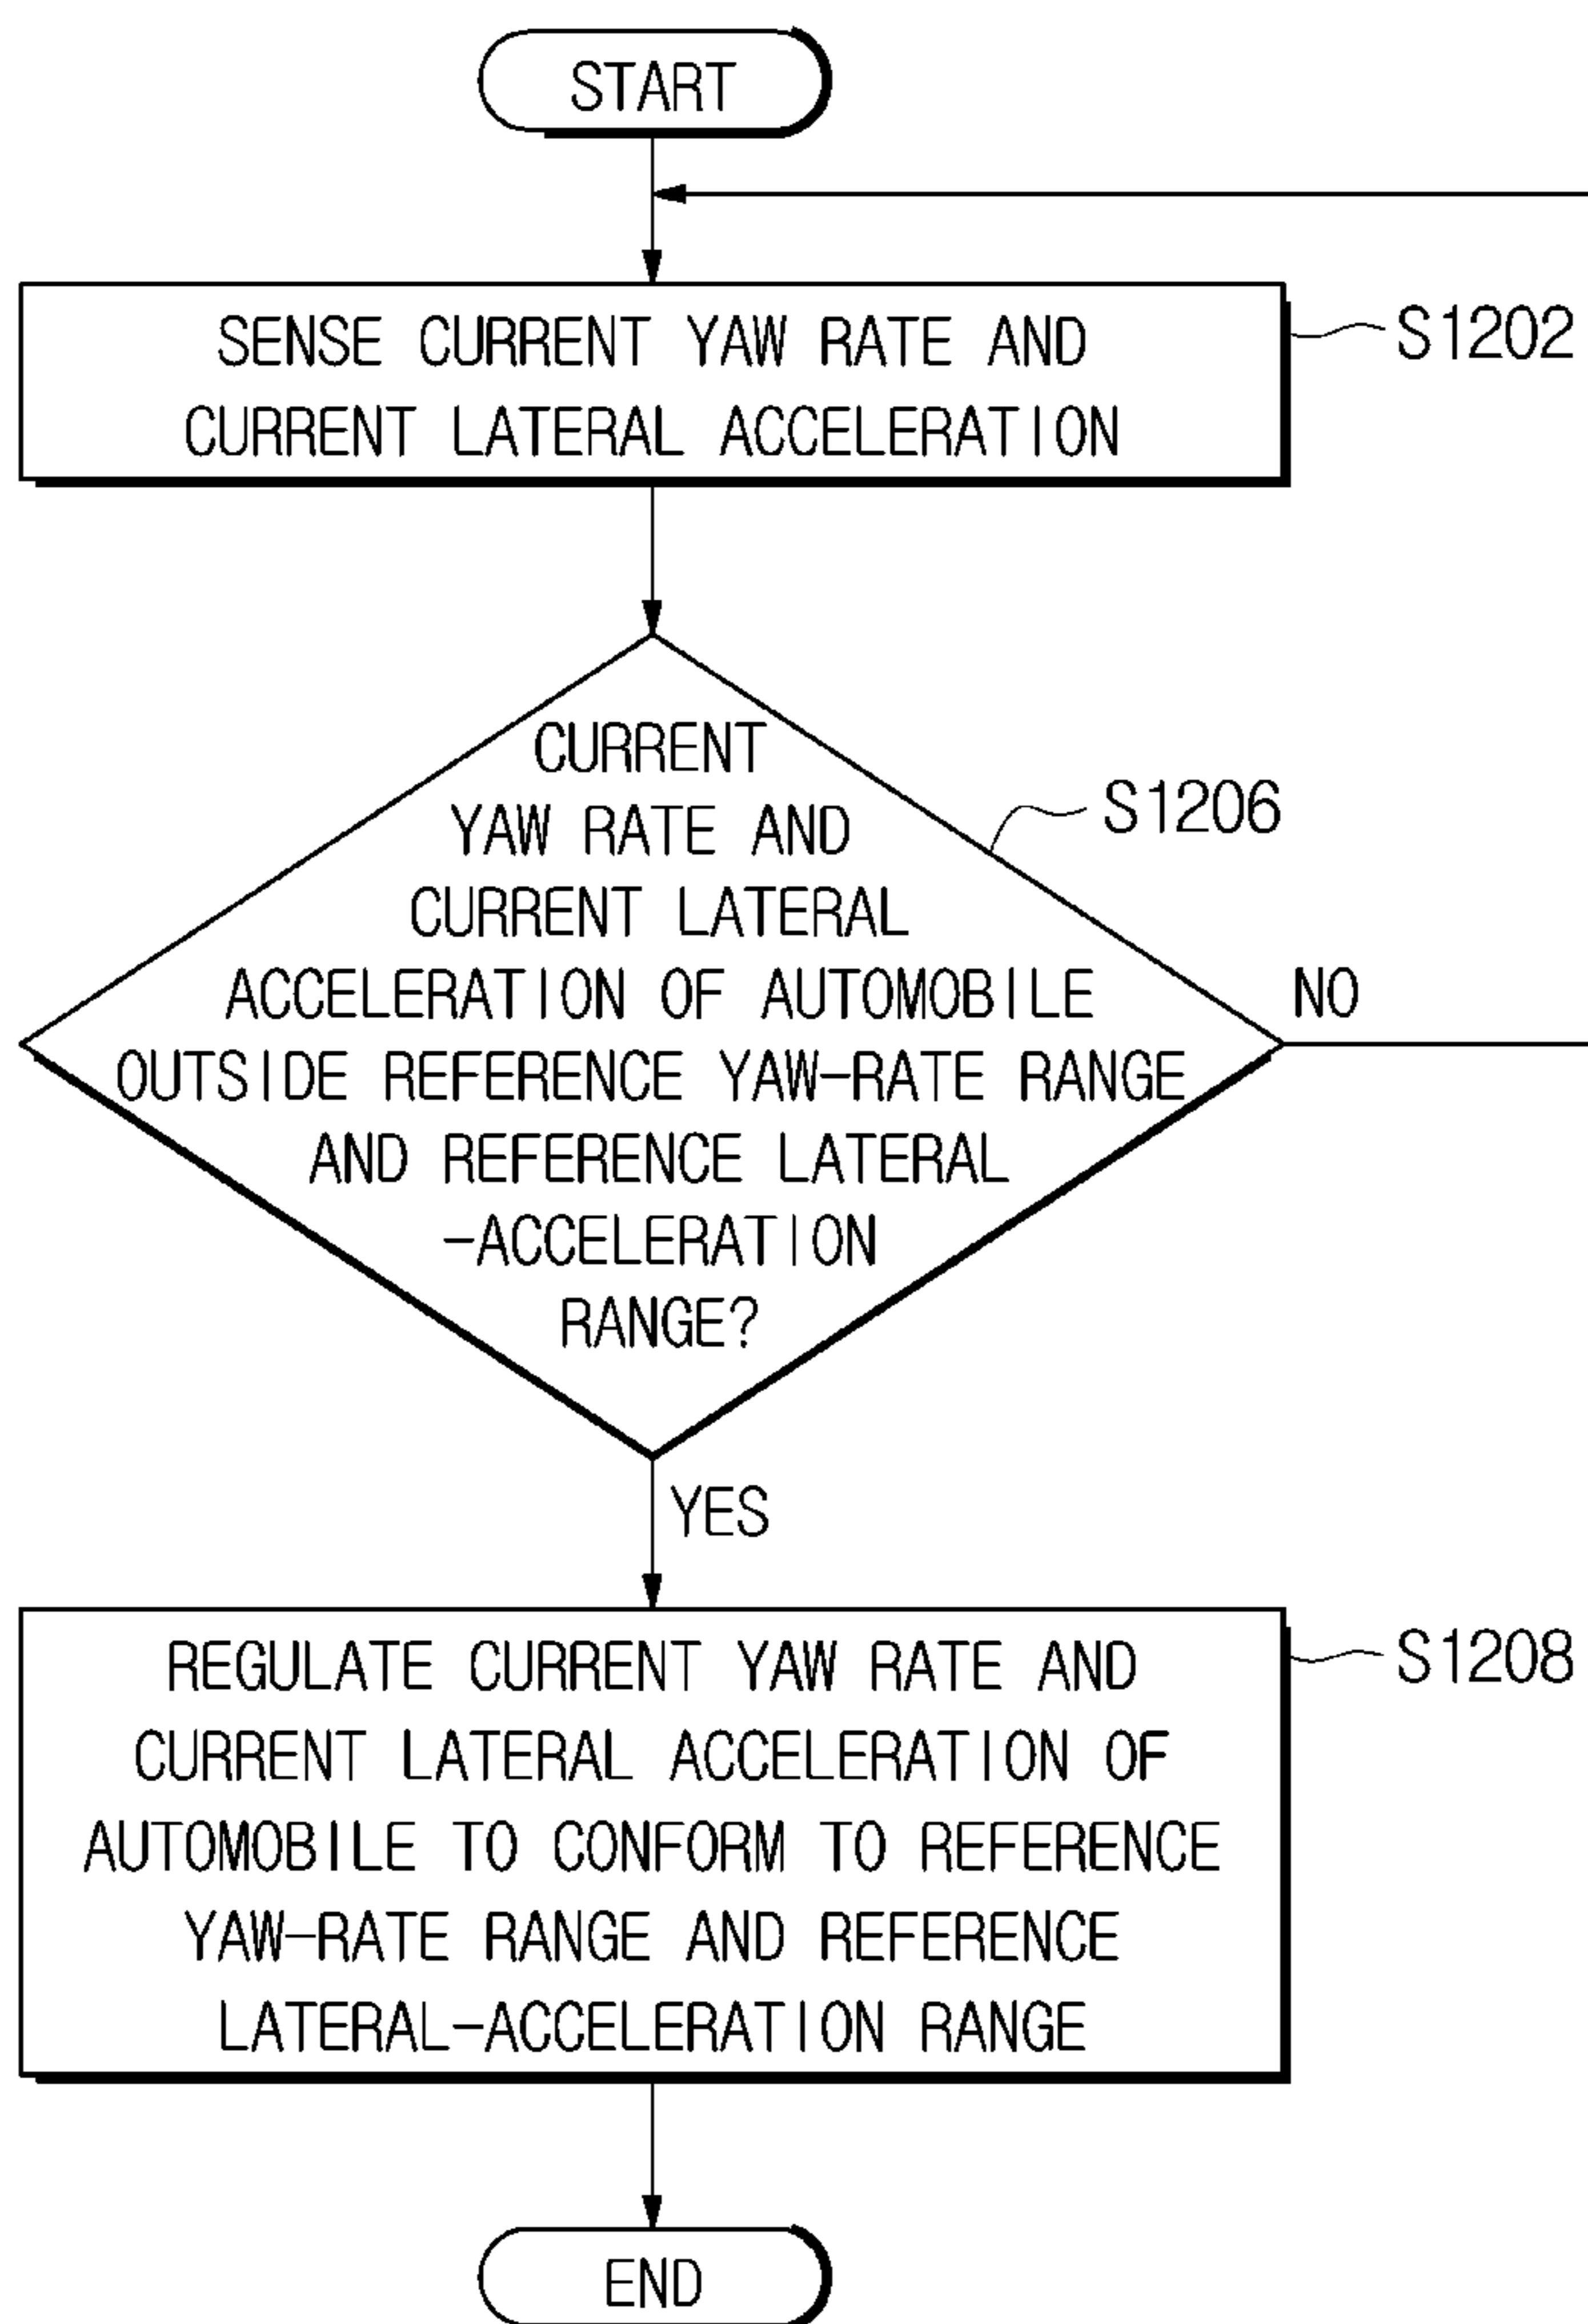 START
SENSE CURRENT YAW RATE AND
CURRENT LATERAL ACCELERATION
S1202
CURRENT
YAW RATE AND
CURRENT LATERAL
ACCELERATION OF AUTOMOBILE
OUTSIDE REFERENCE YAW-RATE RANGE
AND REFERENCE LATERAL
-ACCELERATION
RANGE?
S1206
NO
YES
REGULATE CURRENT YAW RATE AND
CURRENT LATERAL ACCELERATION OF
AUTOMOBILE TO CONFORM TO REFERENCE
YAW-RATE RANGE AND REFERENCE
LATERAL-ACCELERATION RANGE
S1208
END